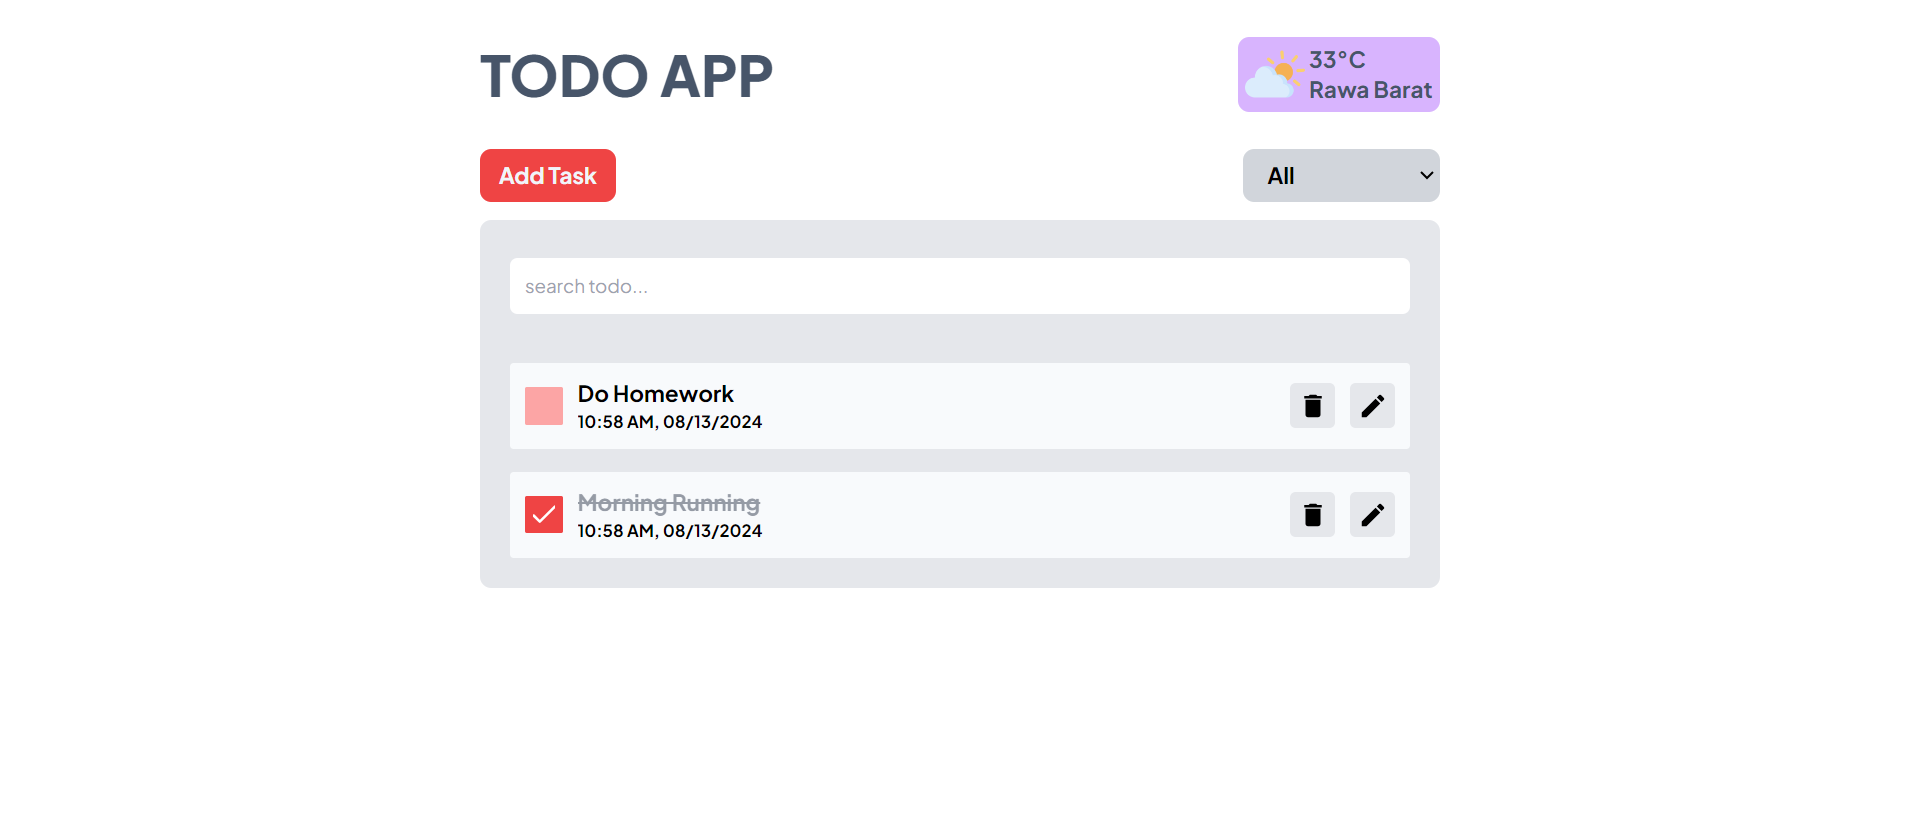 TODO APP
33°C
Rawa Barat
Add Task
All
search todo...
Do Homework
10:58 AM, 08/13/2024
Morning Running
10:58 AM, 08/13/2024